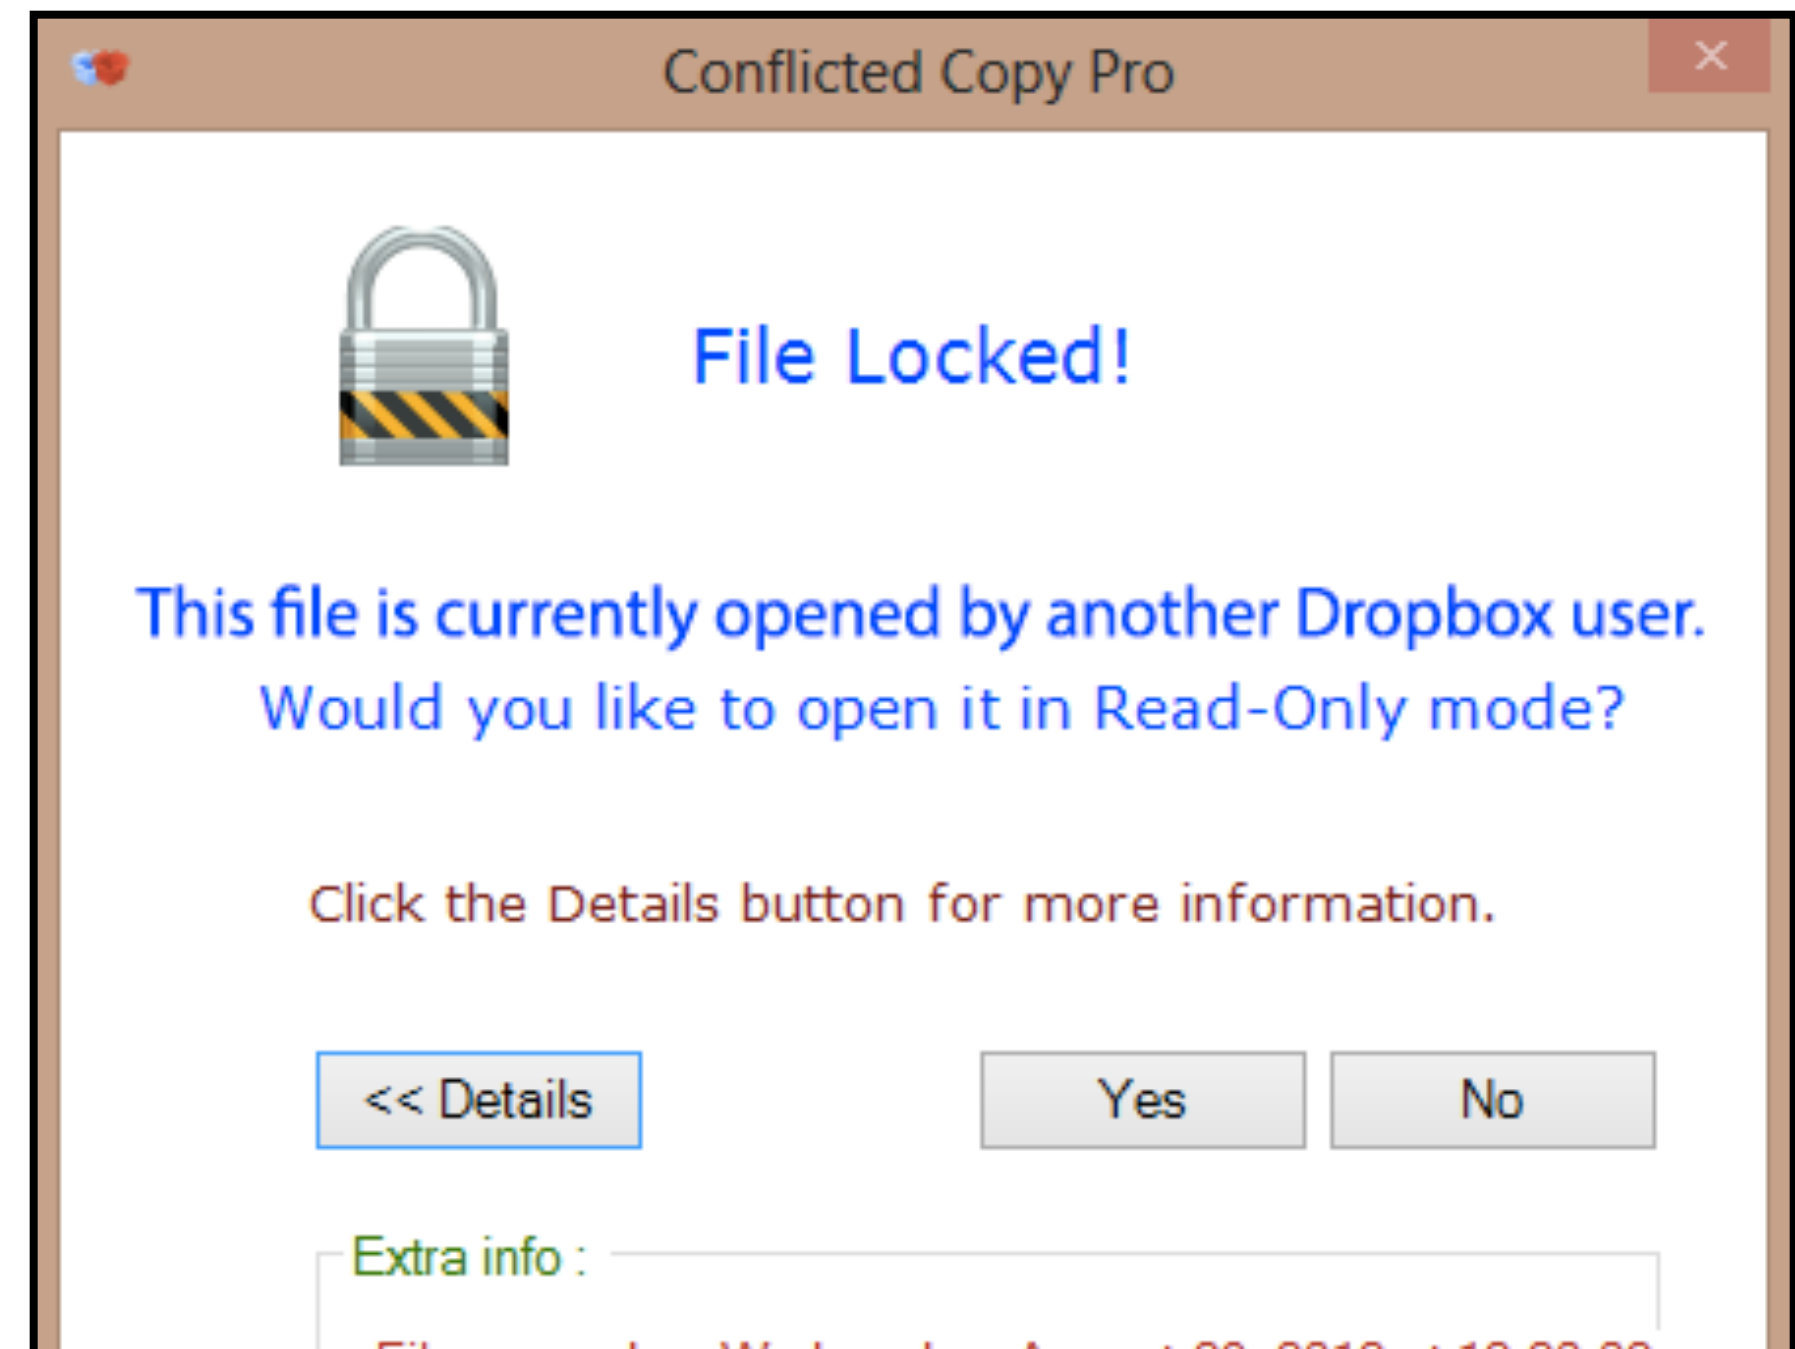 Conflicted Copy Pro
File Locked!
This file is currently opened by another Dropbox user.
Would you like to open it in Read-Only mode?
Click the Details button for more information.
<< Details
Yes
No
Extra info :